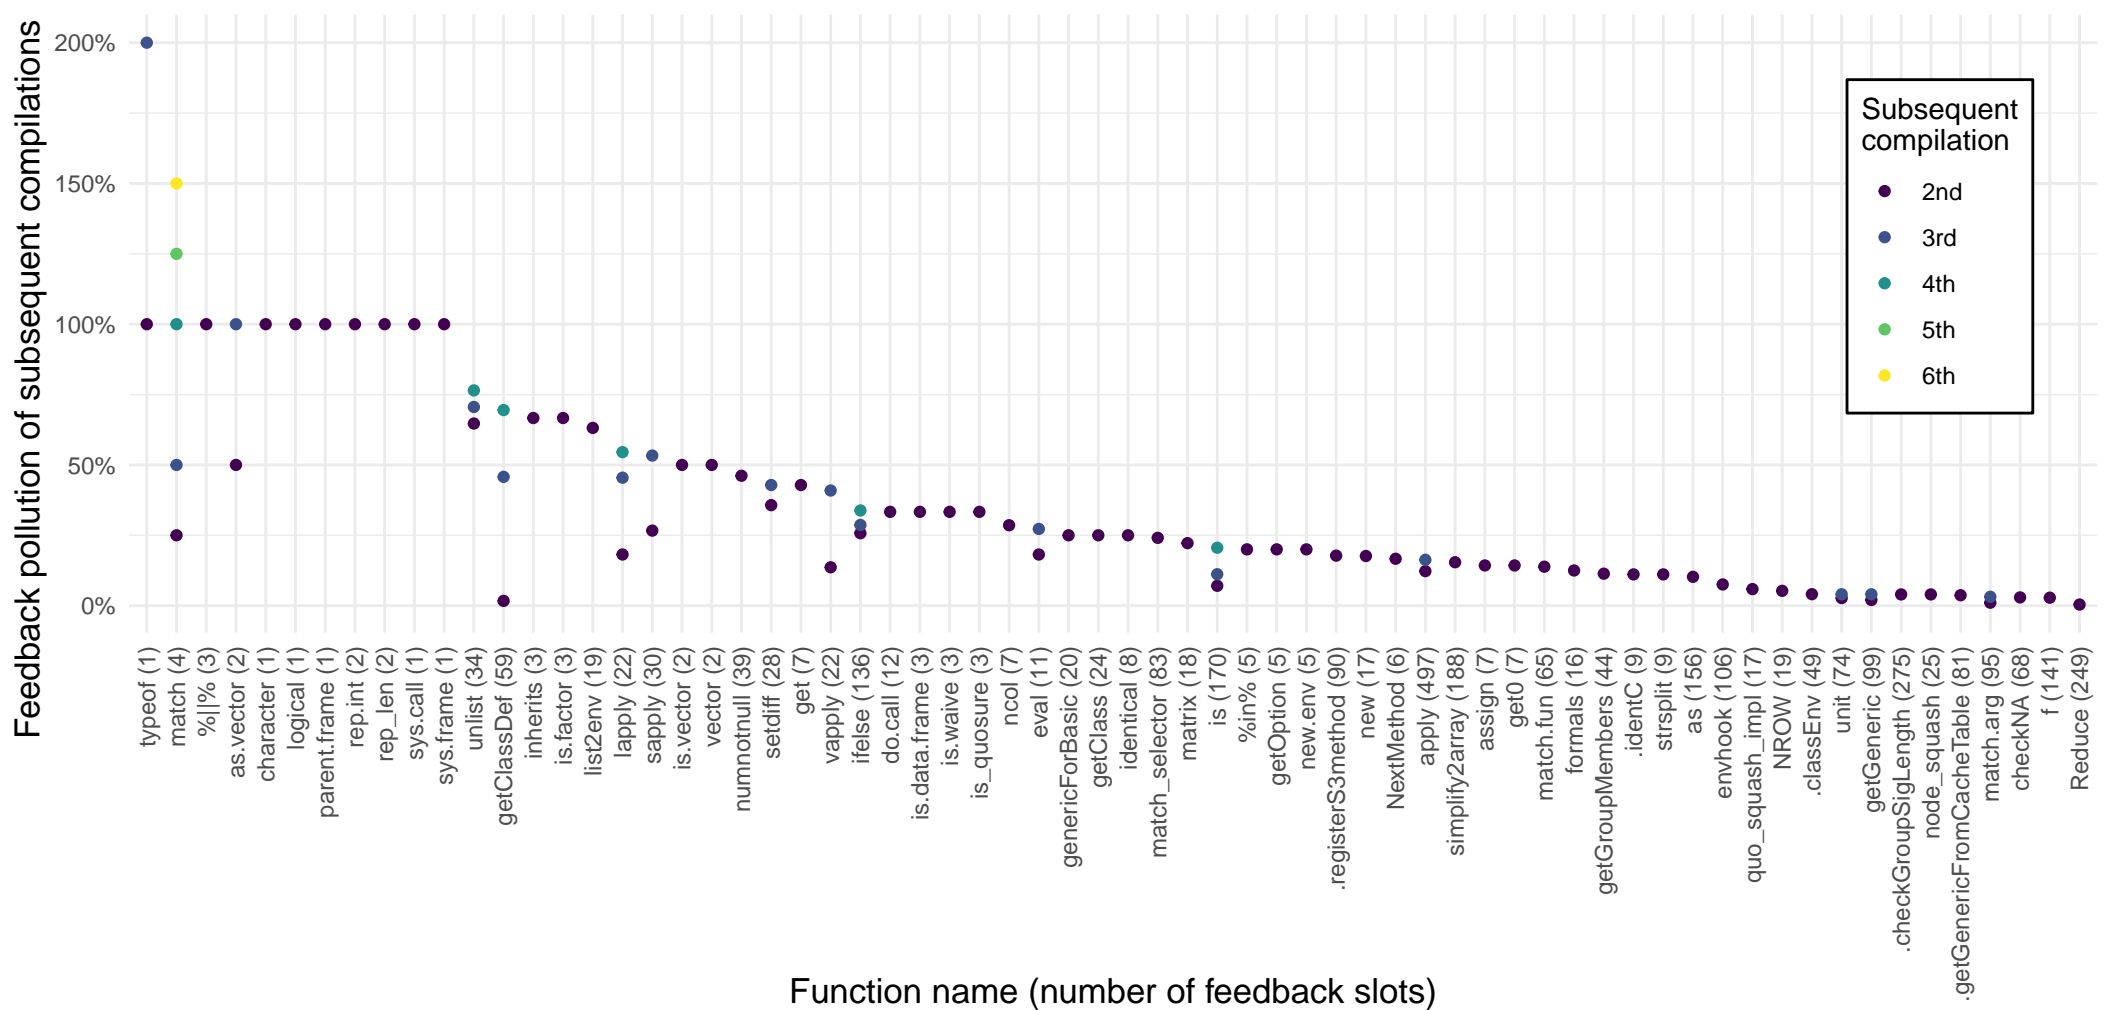 Feedback pollution of subsequent compilations
200%
150%
100%
50%
0%
Subsequent
compilation
2nd
3rd
4th
5th
6th
typeof (1)
match (4)
%||% (3)
as.vector (2)
character (1)
logical (1)
parent.frame (1)
rep.int (2)
rep_len (2)
sys.call (1)
sys.frame (1)
unlist (34)
getClassDef (59)
inherits (3)
is.factor (3)
list2env (19)
lapply (22)
sapply (30)
is.vector (2)
vector (2)
numnotnull (39)
setdiff (28)
get (7)
vapply (22)
ifelse (136)
do.call (12)
is.data.frame (3)
is.waive (3)
is_quosure (3)
ncol (7)
eval (11)
genericForBasic (20)
getClass (24)
identical (8)
match_selector (83)
matrix (18)
is (170)
%in% (5)
getOption (5)
new.env (5)
.registerS3method (90)
new (17)
NextMethod (6)
apply (497)
simplify2array (188)
assign (7)
get0 (7)
match.fun (65)
formals (16)
getGroupMembers (44)
.identC (9)
strsplit (9)
as (156)
envhook (106)
quo_squash_impl (17)
NROW (19)
.classEnv (49)
unit (74)
getGeneric (99)
.checkGroupSigLength (275)
node_squash (25)
.getGenericFromCacheTable (81)
match.arg (95)
checkNA (68)
f (141)
Reduce (249)
Function name (number of feedback slots)